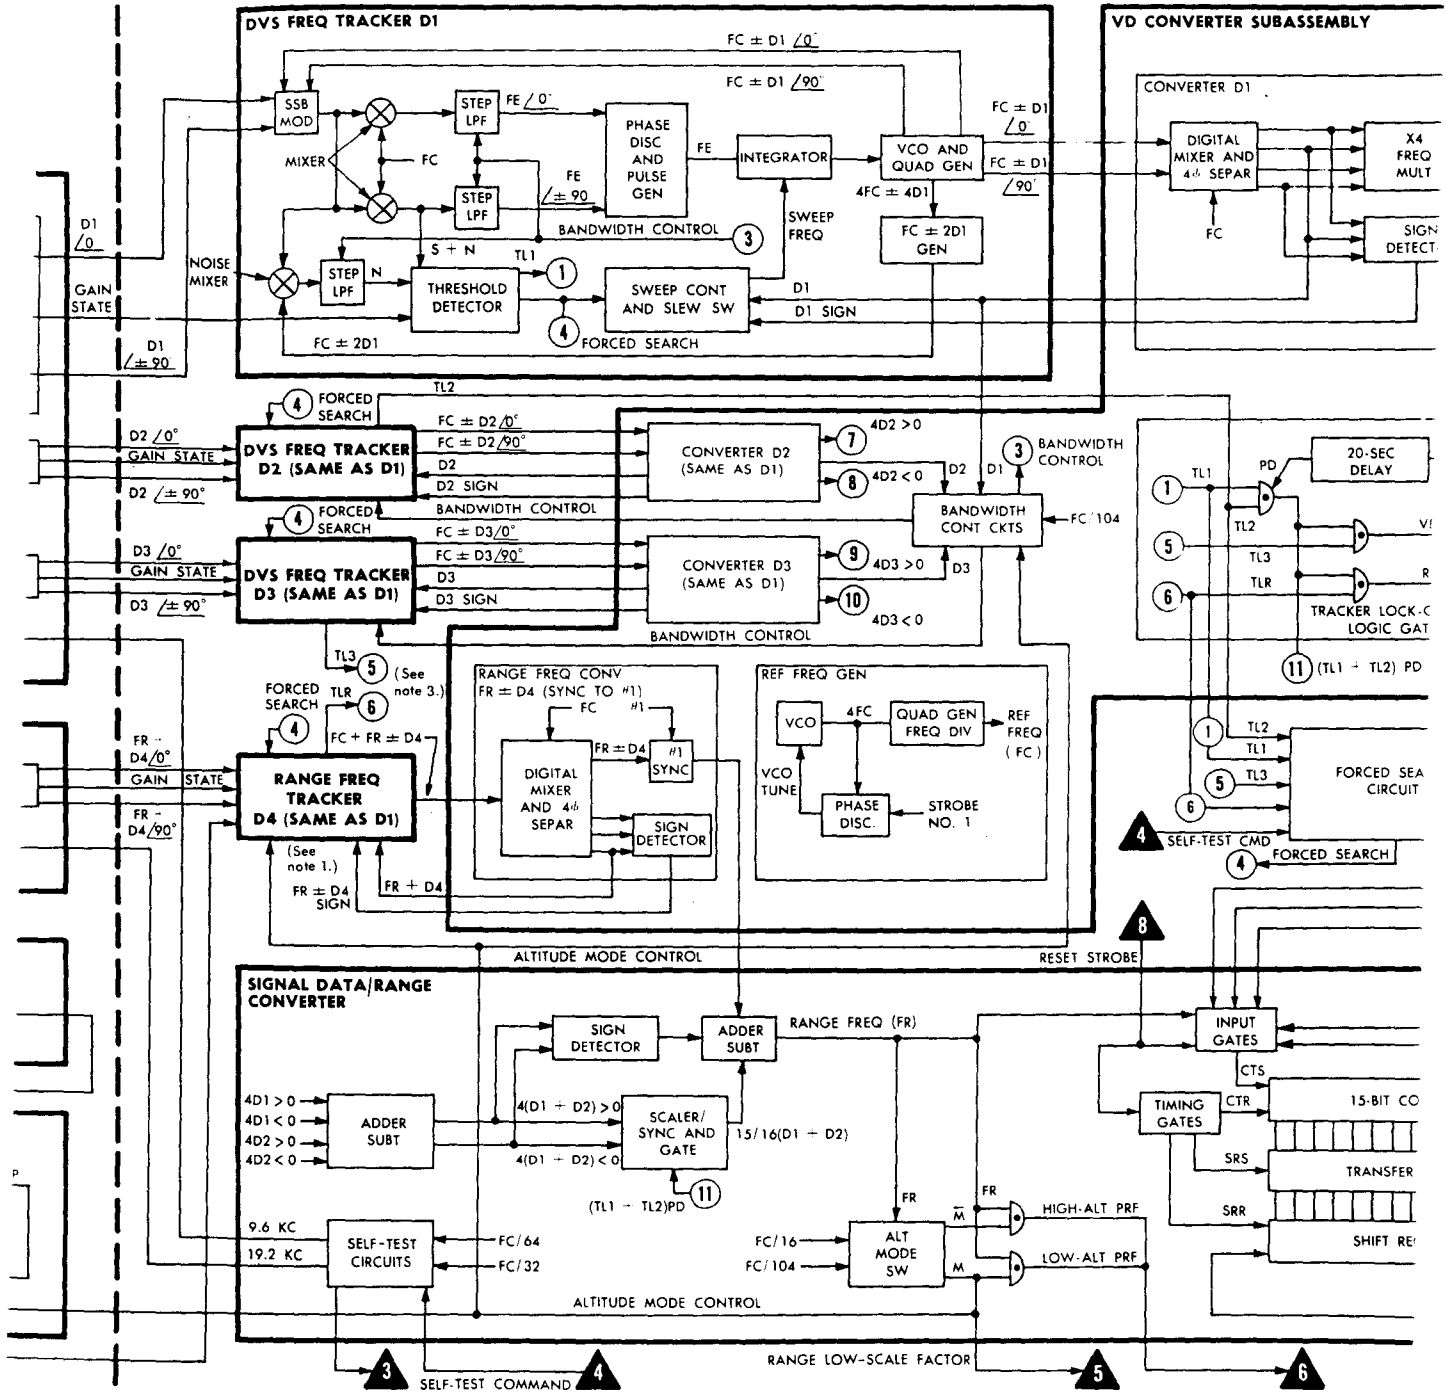 DVS FREQ TRACKER D1
VD CONVERTER SUBASSEMBLY
FC ± D1 /0°
FC ± D1 /90°
SSB
MOD
MIXER
FC
STEP
LPF
FE /0°
STEP
LPF
FE
/± 90
PHASE
DISC
AND
PULSE
GEN
FE
INTEGRATOR
SWEEP
FREQ
VCO AND
QUAD GEN
4FC ± 4D1
FC ± 2D1
GEN
FC ± D1
/0°
FC ± D1
/90°
CONVERTER D1
DIGITAL
MIXER AND
4ϕ SEPAR
FC
X4
FREQ
MULT
SIGN
DETECT
D1
/0
GAIN
STATE
D1
/± 90
NOISE
MIXER
STEP
LPF
N
S + N
BANDWIDTH CONTROL
3
TL1
1
THRESHOLD
DETECTOR
4
FORCED SEARCH
SWEEP CONT
AND SLEW SW
D1
D1 SIGN
FC ± 2D1
TL2
4
FORCED
SEARCH
D2 /0°
GAIN STATE
D2 /± 90°
DVS FREQ TRACKER
D2 (SAME AS D1)
FC ± D2/0°
FC ± D2/90°
D2
D2 SIGN
BANDWIDTH CONTROL
CONVERTER D2
(SAME AS D1)
4D2 > 0
7
8
4D2 < 0
D2
D1
3
BANDWIDTH
CONTROL
BANDWIDTH
CONT CKTS
FC/104
D3
4
FORCED
SEARCH
D3 /0°
GAIN STATE
D3 /± 90°
DVS FREQ TRACKER
D3 (SAME AS D1)
FC ± D3/0°
FC ± D3/90°
D3
D3 SIGN
CONVERTER D3
(SAME AS D1)
9
4D3 > 0
10
4D3 < 0
BANDWIDTH CONTROL
20-SEC
DELAY
PD
1
TL1
TL2
5
TL3
6
TLR
R
TRACKER LOCK-
LOGIC GAT
11
(TL1 + TL2) PD
TL3
5
(See
note 3.)
FORCED
SEARCH
4
TLR
6
FC + FR ± D4
FR -
D4/0°
GAIN STATE
FR -
D4/90°
RANGE FREQ
TRACKER
D4 (SAME AS D1)
(See
note 1.)
FR ± D4
SIGN
FR + D4
RANGE FREQ CONV
FR ± D4 (SYNC TO #1)
FC
#1
DIGITAL
MIXER
AND 4ϕ
SEPAR
FR ± D4
#1
SYNC
SIGN
DETECTOR
REF FREQ GEN
VCO
4FC
QUAD GEN
FREQ DIV
REF
FREQ
(FC)
VCO
TUNE
PHASE
DISC.
STROBE
NO. 1
1
TL2
TL1
5
TL3
6
FORCED SEA
CIRCUIT
4
SELF-TEST CMD
4
FORCED SEARCH
ALTITUDE MODE CONTROL
8
RESET STROBE
SIGNAL DATA/RANGE
CONVERTER
SIGN
DETECTOR
ADDER
SUBT
RANGE FREQ (FR)
INPUT
GATES
CTS
4D1 > 0
4D1 < 0
4D2 > 0
4D2 < 0
ADDER
SUBT
4(D1 + D2) > 0
4(D1 + D2) < 0
SCALER/
SYNC AND
GATE
15/16(D1 + D2)
11
(TL1 - TL2)PD
TIMING
GATES
CTR
15-BIT CO
SRS
TRANSFER
SRR
SHIFT RE
P
9.6 KC
19.2 KC
SELF-TEST
CIRCUITS
FC/64
FC/32
FR
FC/16
FC/104
ALT
MODE
SW
M̅
FR
M
HIGH-ALT PRF
LOW-ALT PRF
ALTITUDE MODE CONTROL
3
SELF-TEST COMMAND
4
RANGE LOW-SCALE FACTOR
5
6